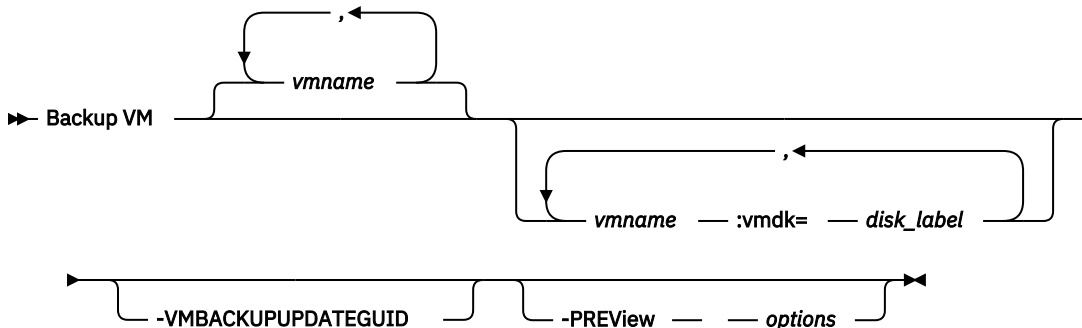 ,
vmname
Backup VM
,
vmname :vmdk= disk_label
-VMBACKUPUPDATEGUID -PREView options